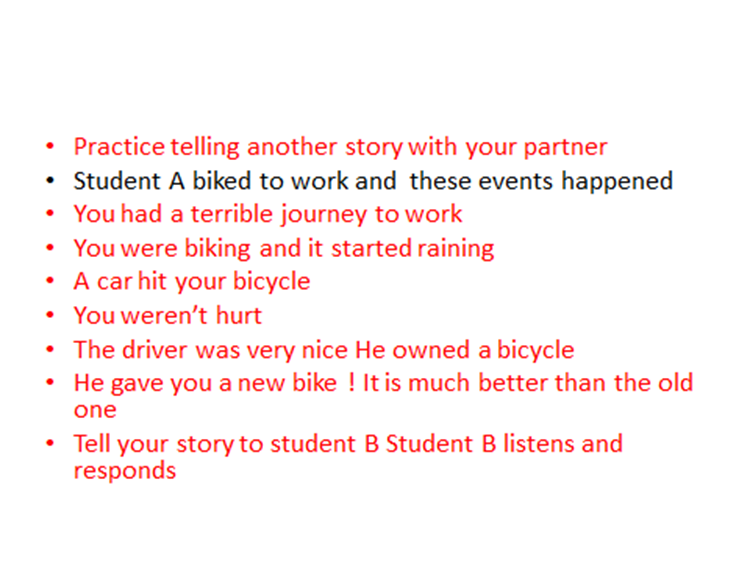 • Practice telling another story with your partner
• Student A biked to work and  these events happened
• You had a terrible journey to work
• You were biking and it started raining
• A car hit your bicycle
• You weren’t hurt
• The driver was very nice He owned a bicycle
• He gave you a new bike ! It is much better than the old
one
• Tell your story to student B Student B listens and
responds